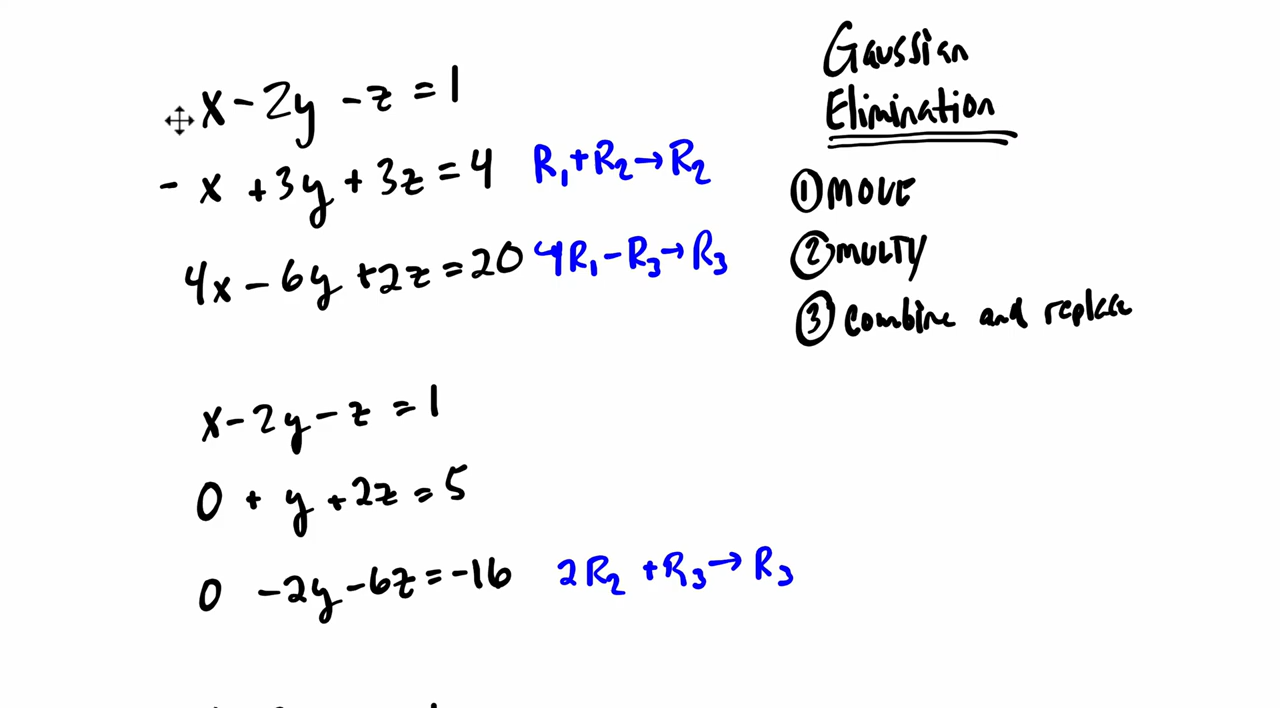 x - 2y - z = 1
- x + 3y + 3z = 4 R₁ + R₂ → R₂
4x - 6y + 2z = 20 4R₁ - R₃ → R₃
x - 2y - z = 1
0 + y + 2z = 5
0 - 2y - 6z = -16 2R₂ + R₃ → R₃
Gaussian
Elimination
① MOVE
② MULTY
③ combine and replace